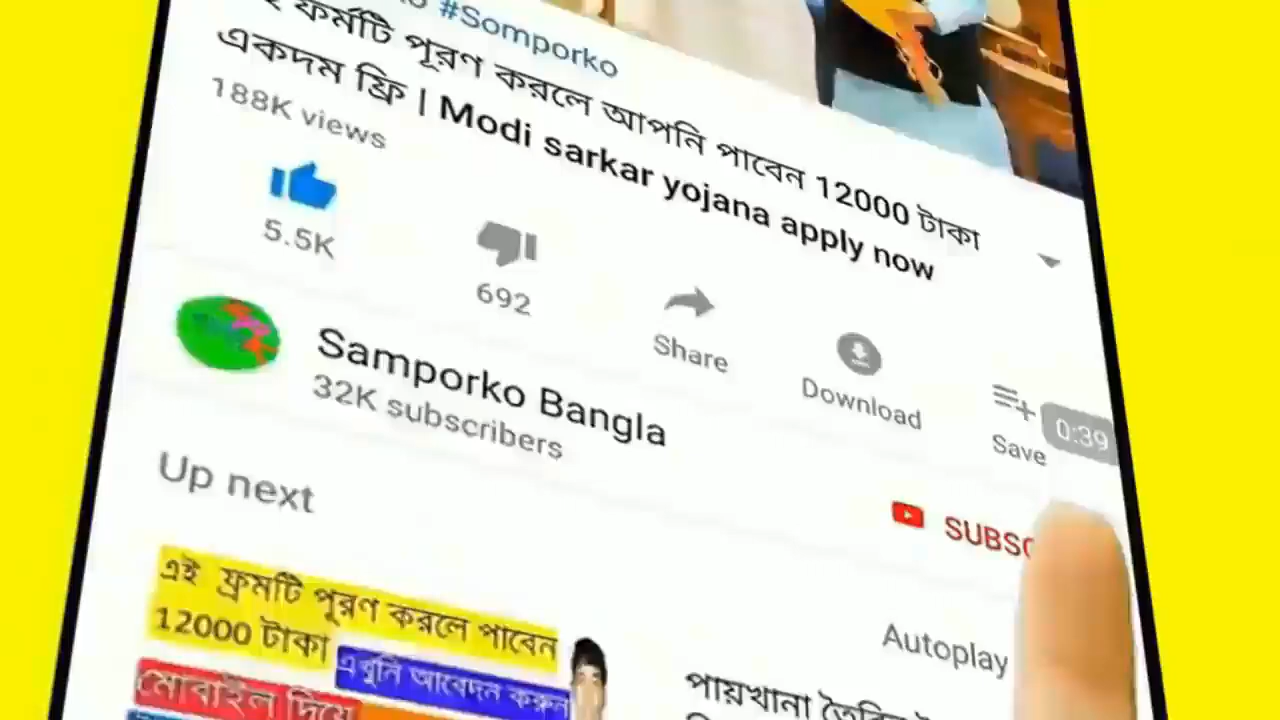 #Somporko
ফর্মটি পূরণ করলে আপনি পাবেন 12000 টাকা
একদম ফ্রি | Modi sarkar yojana apply now
188K views
5.5K
692
Share
Download
Save
0:39
Samporko Bangla
32K subscribers
SUBSC
Up next
Autoplay
এই ফ্রমটি পূরণ করলে পাবেন
12000 টাকা
এখুনি আবেদন করুন
মোবাইল দিয়ে
পায়খানা তৈরির